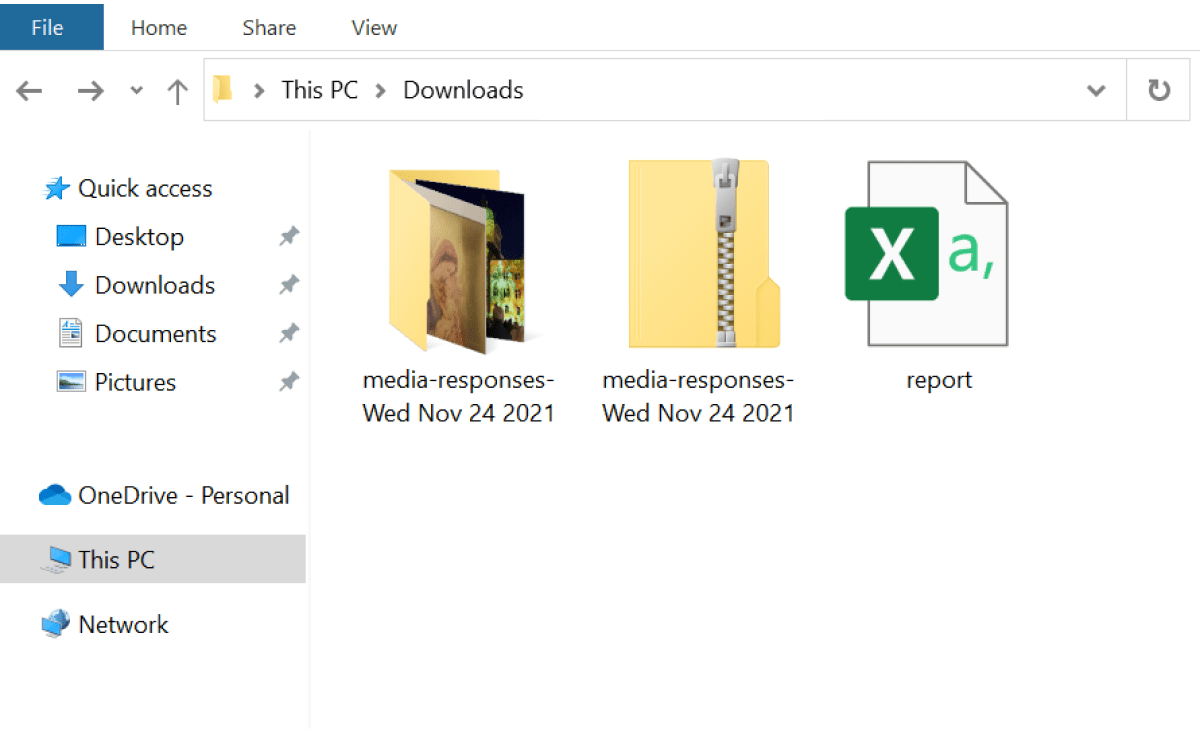 File Home Share View
This PC Downloads
Quick access
Desktop
Downloads
Documents
Pictures
OneDrive - Personal
This PC
Network
X a,
media-responses-
Wed Nov 24 2021
media-responses-
Wed Nov 24 2021
report